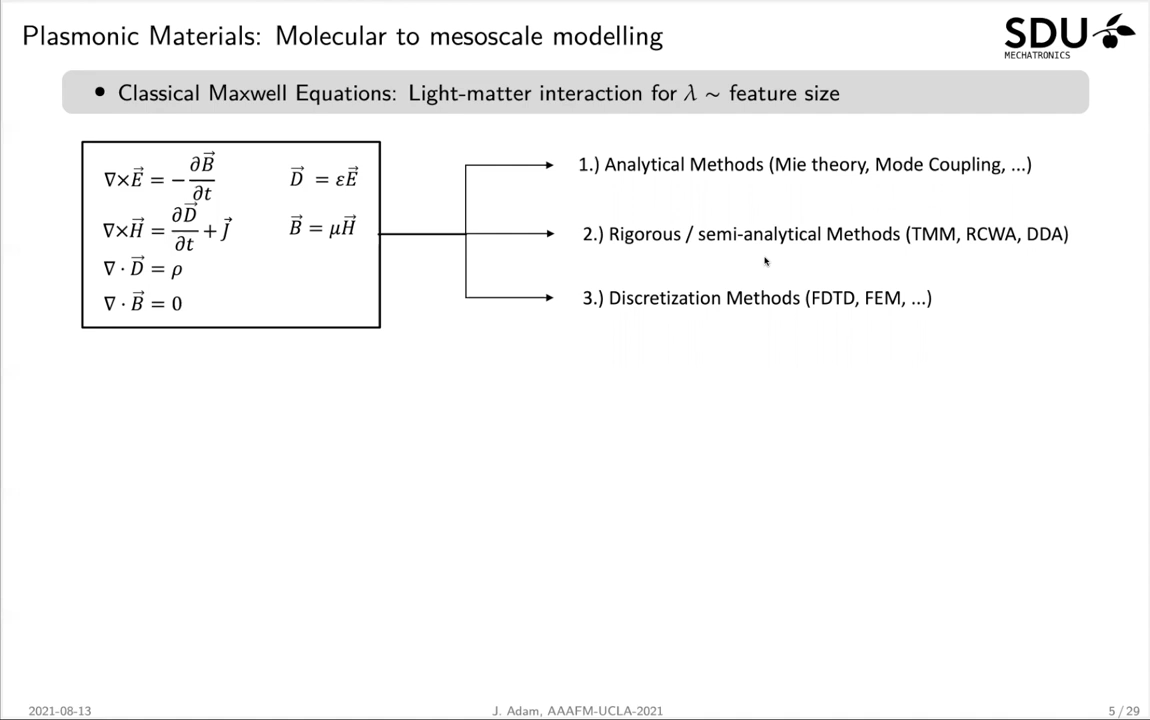 Plasmonic Materials: Molecular to mesoscale modelling
SDU
MECHATRONICS
• Classical Maxwell Equations: Light-matter interaction for λ ∼ feature size
∇×E⃗ = −∂B⃗/∂t
D⃗ = εE⃗
∇×H⃗ = ∂D⃗/∂t + J⃗
B⃗ = μH⃗
∇ · D⃗ = ρ
∇ · B⃗ = 0
1.) Analytical Methods (Mie theory, Mode Coupling, ...)
2.) Rigorous / semi-analytical Methods (TMM, RCWA, DDA)
3.) Discretization Methods (FDTD, FEM, ...)
2021-08-13
J. Adam, AAAFM-UCLA-2021
5 / 29